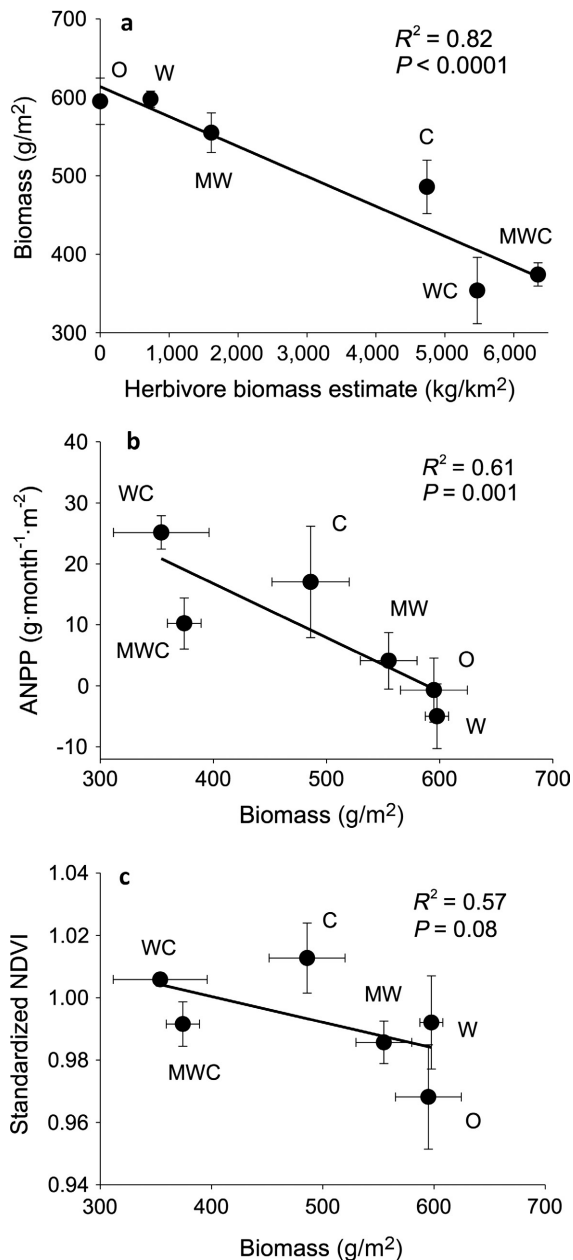 a
700
600
500
400
300
Biomass (g/m²)
R² = 0.82
P < 0.0001
O
W
MW
C
WC
MWC
0
1,000
2,000
3,000
4,000
5,000
6,000
Herbivore biomass estimate (kg/km²)
b
40
30
20
10
0
-10
ANPP (g·month⁻¹·m⁻²)
R² = 0.61
P = 0.001
WC
MWC
C
MW
O
W
300
400
500
600
700
Biomass (g/m²)
c
1.04
1.02
1.00
0.98
0.96
0.94
Standardized NDVI
R² = 0.57
P = 0.08
WC
MWC
C
MW
W
O
300
400
500
600
700
Biomass (g/m²)